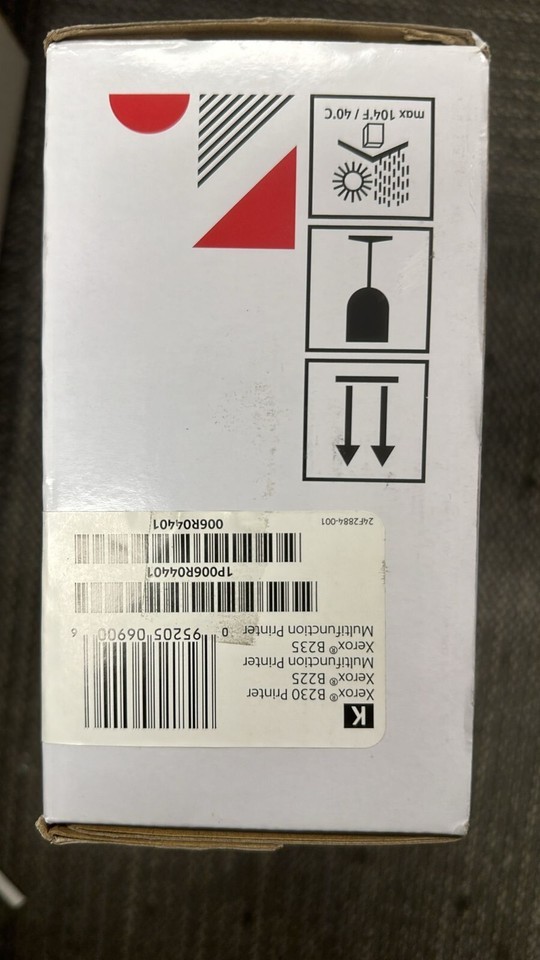 K
Xerox® B230 Printer
Xerox® B225
Multifunction Printer
Xerox® B235
Multifunction Printer
0 95205 06900 6
1P006R04401
24F2884-001
006R04401
max 104°F / 40°C